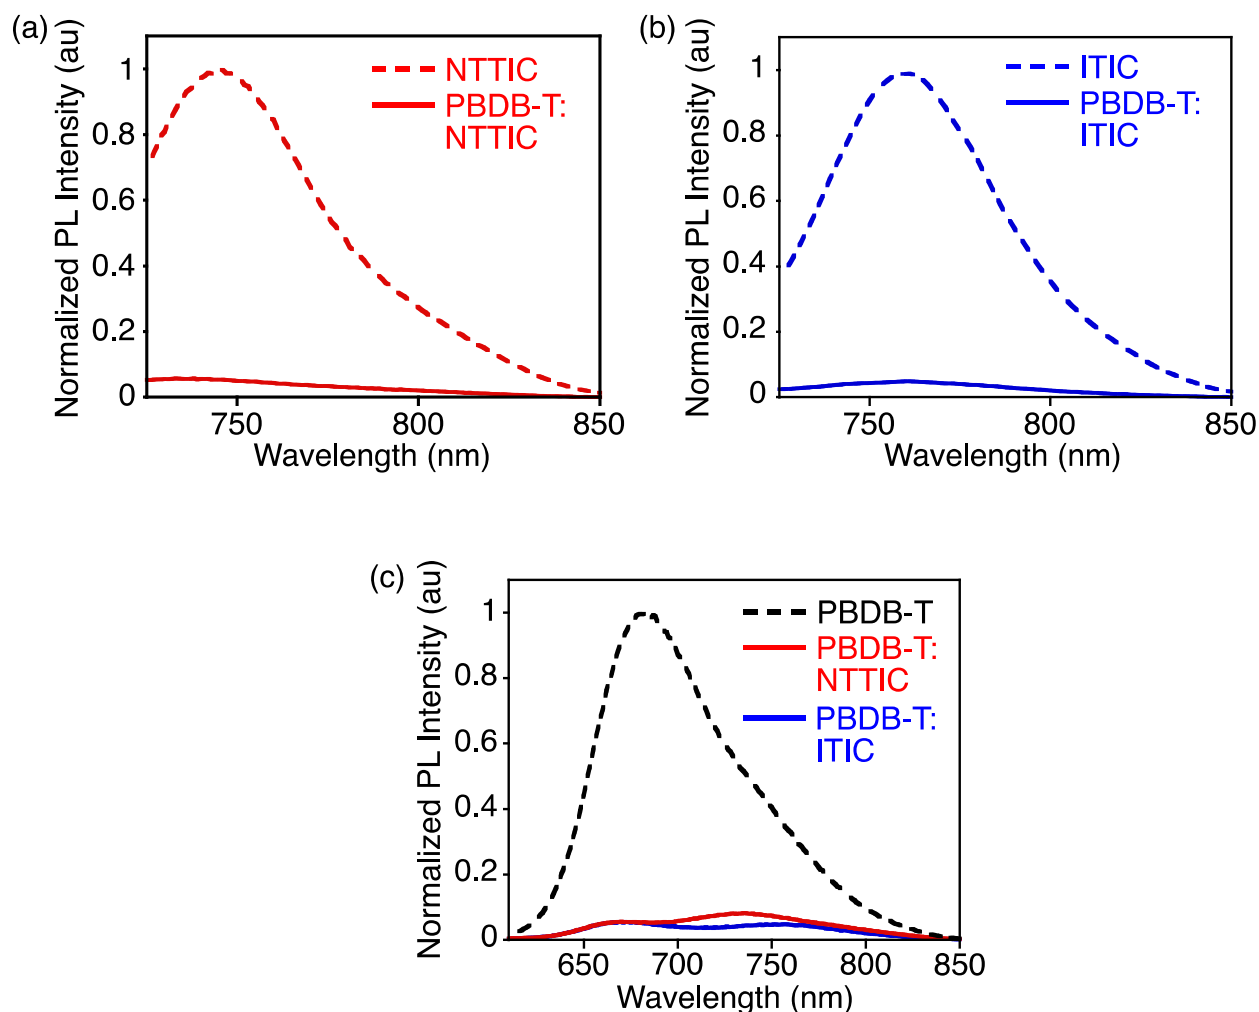 (a)
Normalized PL Intensity (au)
1
0.8
0.6
0.4
0.2
0
NTTIC
PBDB-T:
NTTIC
750
800
850
Wavelength (nm)
(b)
Normalized PL Intensity (au)
1
0.8
0.6
0.4
0.2
0
ITIC
PBDB-T:
ITIC
750
800
850
Wavelength (nm)
(c)
Normalized PL Intensity (au)
1
0.8
0.6
0.4
0.2
0
PBDB-T
PBDB-T:
NTTIC
PBDB-T:
ITIC
650
700
750
800
850
Wavelength (nm)